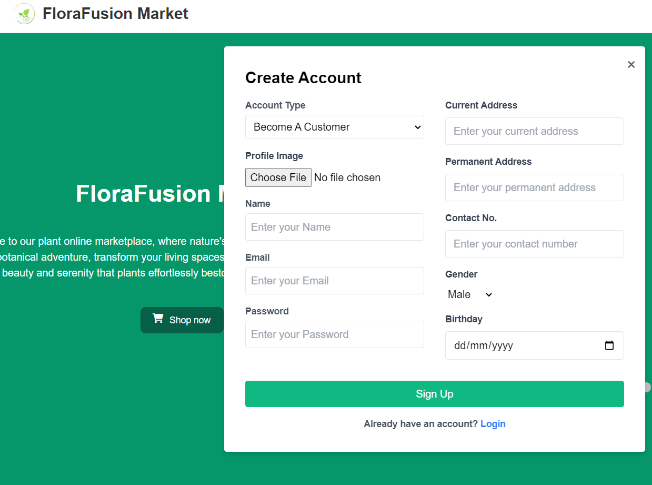 FloraFusion Market
×
Create Account
Account Type
Become A Customer
Profile Image
Choose File No file chosen
Name
Enter your Name
Email
Enter your Email
Password
Enter your Password
Current Address
Enter your current address
Permanent Address
Enter your permanent address
Contact No.
Enter your contact number
Gender
Male
Birthday
dd/mm/yyyy
Sign Up
Already have an account? Login
FloraFusion
e to our plant online marketplace, where nature's
otanical adventure, transform your living spaces
beauty and serenity that plants effortlessly
Shop now